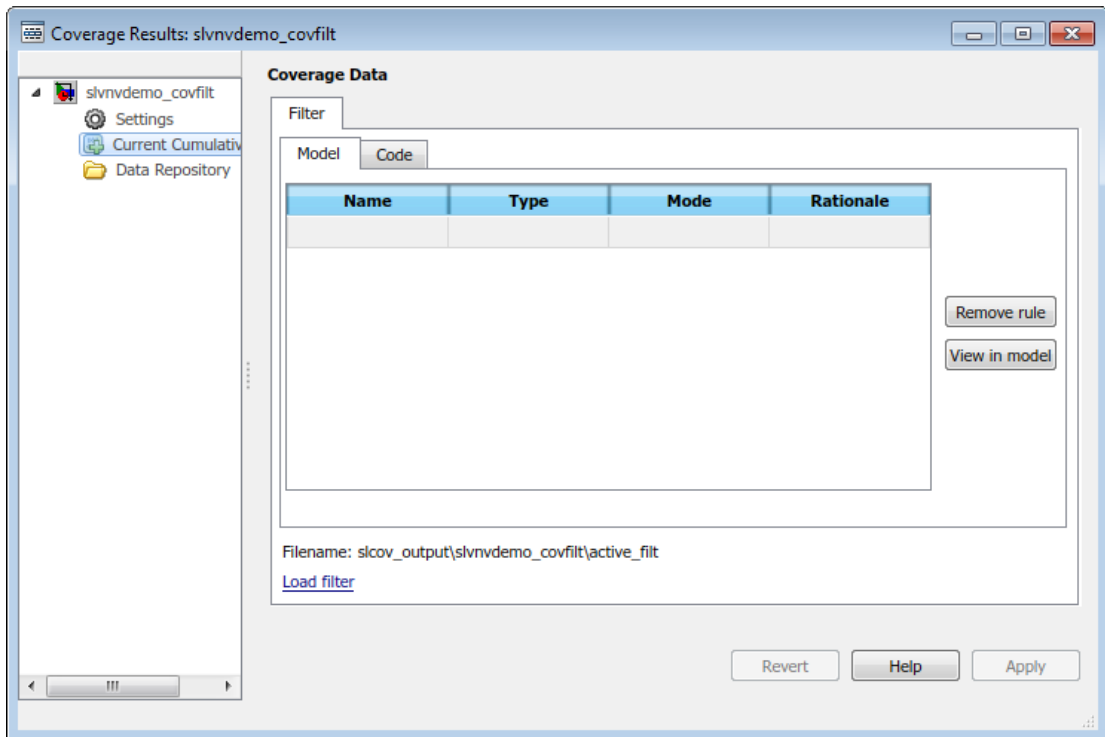 Coverage Results: slvnvdemo_covfilt
slvnvdemo_covfilt
Settings
Current Cumulativ
Data Repository
Coverage Data
Filter
Model Code
Name Type Mode Rationale
Remove rule
View in model
Filename: slcov_output\slvnvdemo_covfilt\active_filt
Load filter
Revert Help Apply